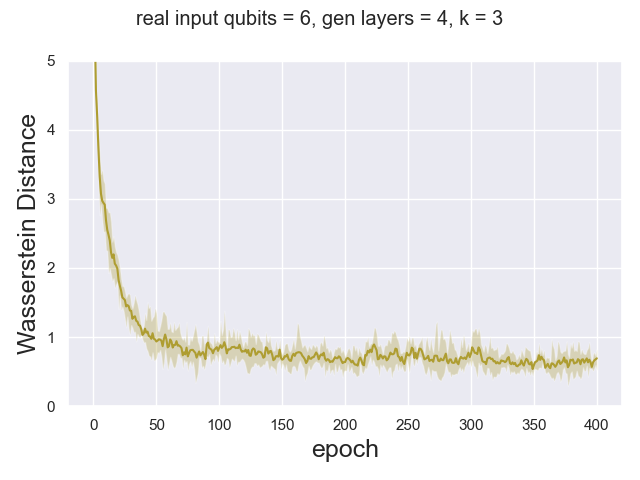 real input qubits = 6, gen layers = 4, k = 3
5
4
3
2
1
0
Wasserstein Distance
0 50 100 150 200 250 300 350 400
epoch